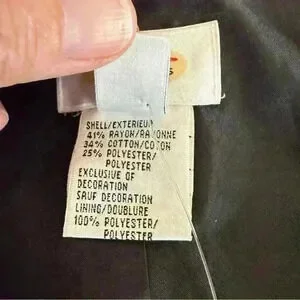 SHELL/EXTERIEUR
41% RAYON/RAYONNE
34% COTTON/COTON
25% POLYESTER/
POLYESTER
EXCLUSIVE OF
DECORATION
SAUF DECORATION
LINING/DOUBLURE
100% POLYESTER/
POLYESTER